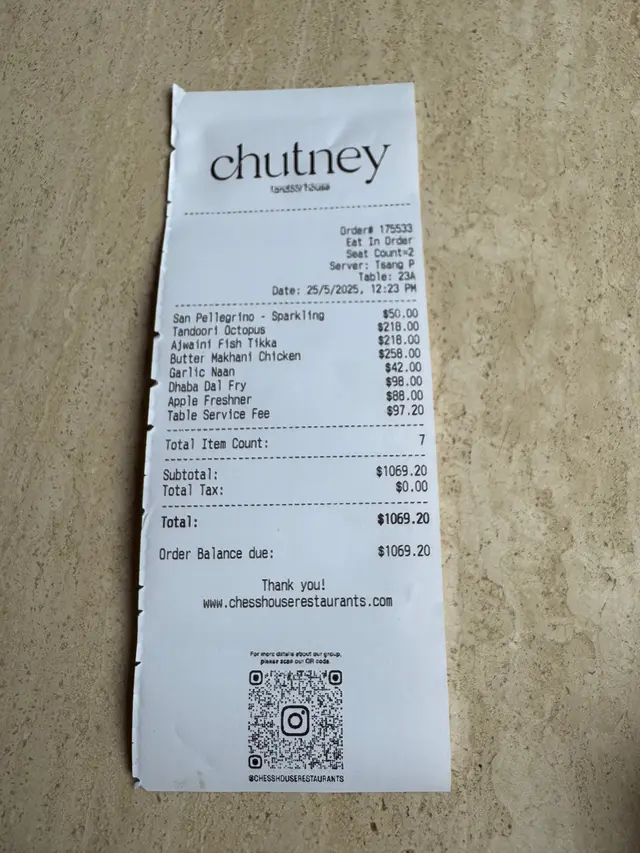 chutney
tandoor house
Order# 175533
Eat In Order
Seat Count=2
Server: Tsang P
Table: 23A
Date: 25/5/2025, 12:23 PM
San Pellegrino - Sparkling $50.00
Tandoori Octopus $218.00
Ajwaini Fish Tikka $218.00
Butter Makhani Chicken $258.00
Garlic Naan $42.00
Dhaba Dal Fry $98.00
Apple Freshner $88.00
Table Service Fee $97.20
Total Item Count: 7
Subtotal: $1069.20
Total Tax: $0.00
Total: $1069.20
Order Balance due: $1069.20
Thank you!
www.chesshouserestaurants.com
For more details about our group,
please scan our QR code.
@CHESSHOUSERESTAURANTS